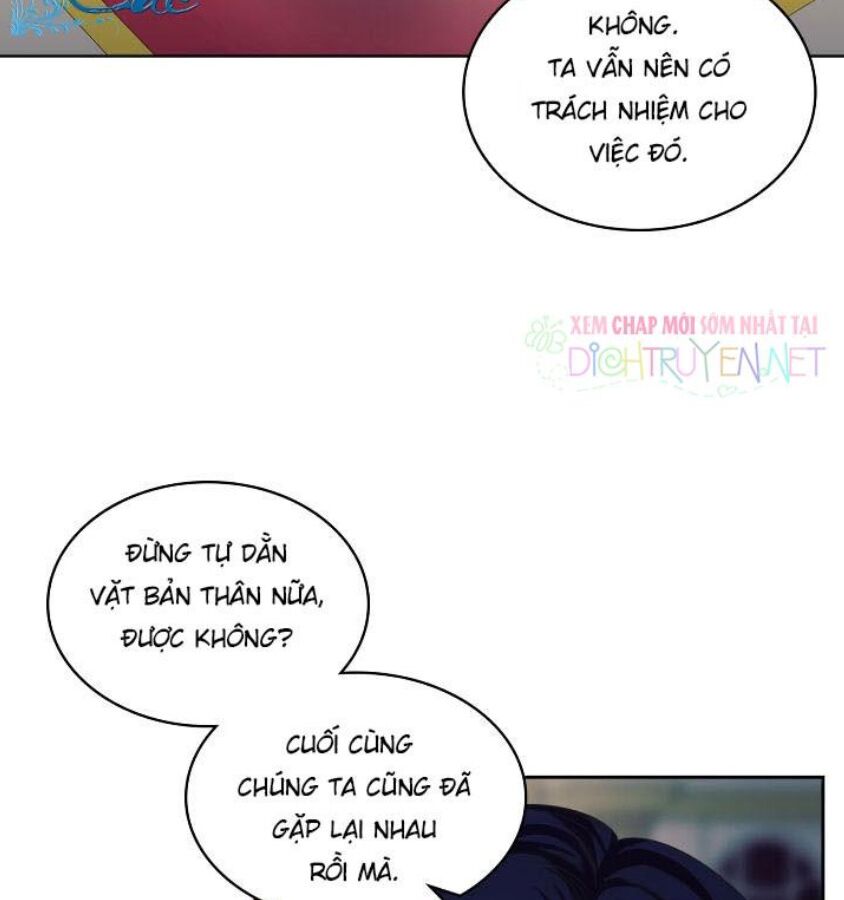 KHÔNG.
TA VẪN NÊN CÓ
TRÁCH NHIỆM CHO
VIỆC ĐÓ.
XEM CHAP MỚI SỚM NHẤT TẠI
DICHTRUYEN.NET
ĐỪNG TỰ DẰN
VẶT BẢN THÂN NỮA,
ĐƯỢC KHÔNG?
CUỐI CÙNG
CHÚNG TA CŨNG ĐÃ
GẶP LẠI NHAU
RỒI MÀ.